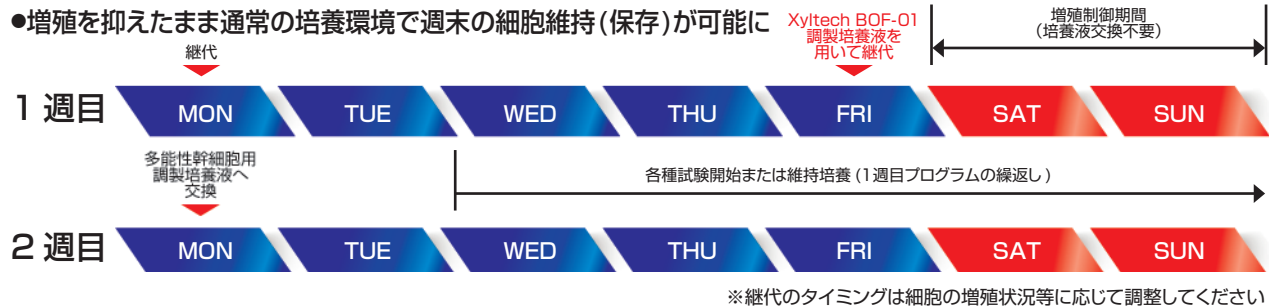 ●増殖を抑えたまま通常の培養環境で週末の細胞維持(保存)が可能に
Xyltech BOF-01
調製培養液を
用いて継代
増殖制御期間
(培養液交換不要)
継代
1週目 MON TUE WED THU FRI SAT SUN
多能性幹細胞用
調製培養液へ
交換
各種試験開始または維持培養(1週目プログラムの繰返し)
2週目 MON TUE WED THU FRI SAT SUN
※継代のタイミングは細胞の増殖状況等に応じて調整してください